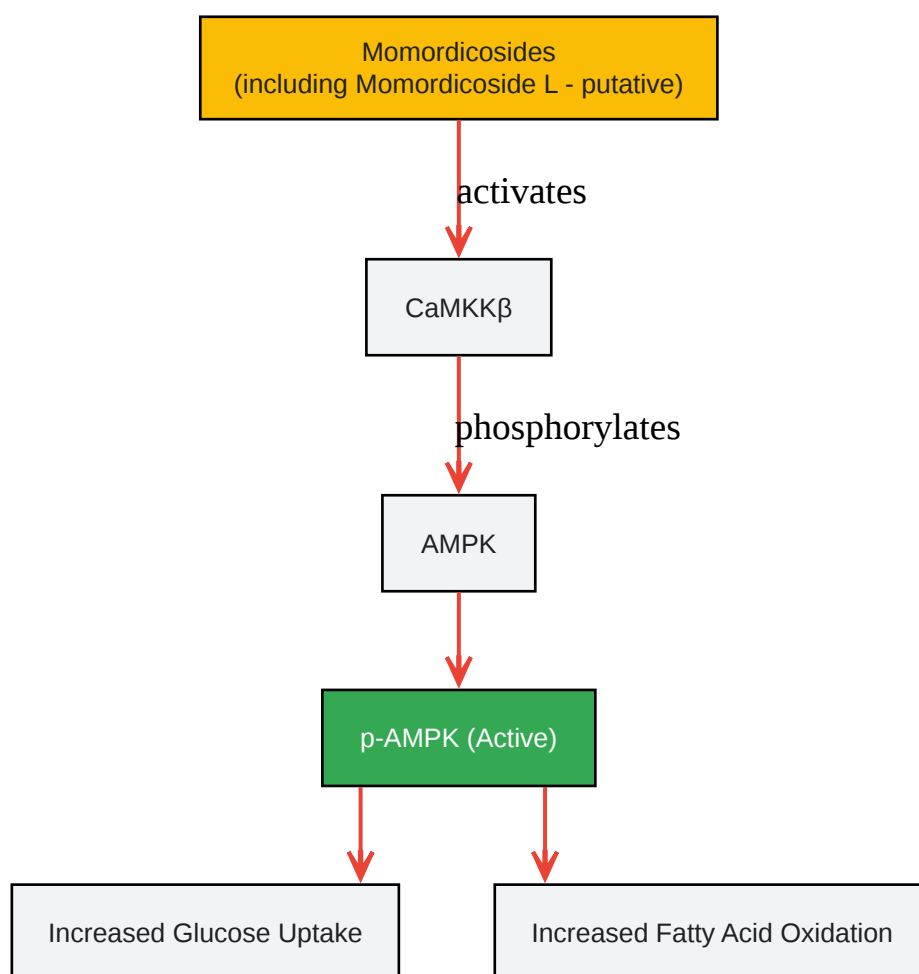 Momordicosides
(including Momordicoside L - putative)
activates
CaMKKβ
phosphorylates
AMPK
p-AMPK (Active)
Increased Glucose Uptake
Increased Fatty Acid Oxidation